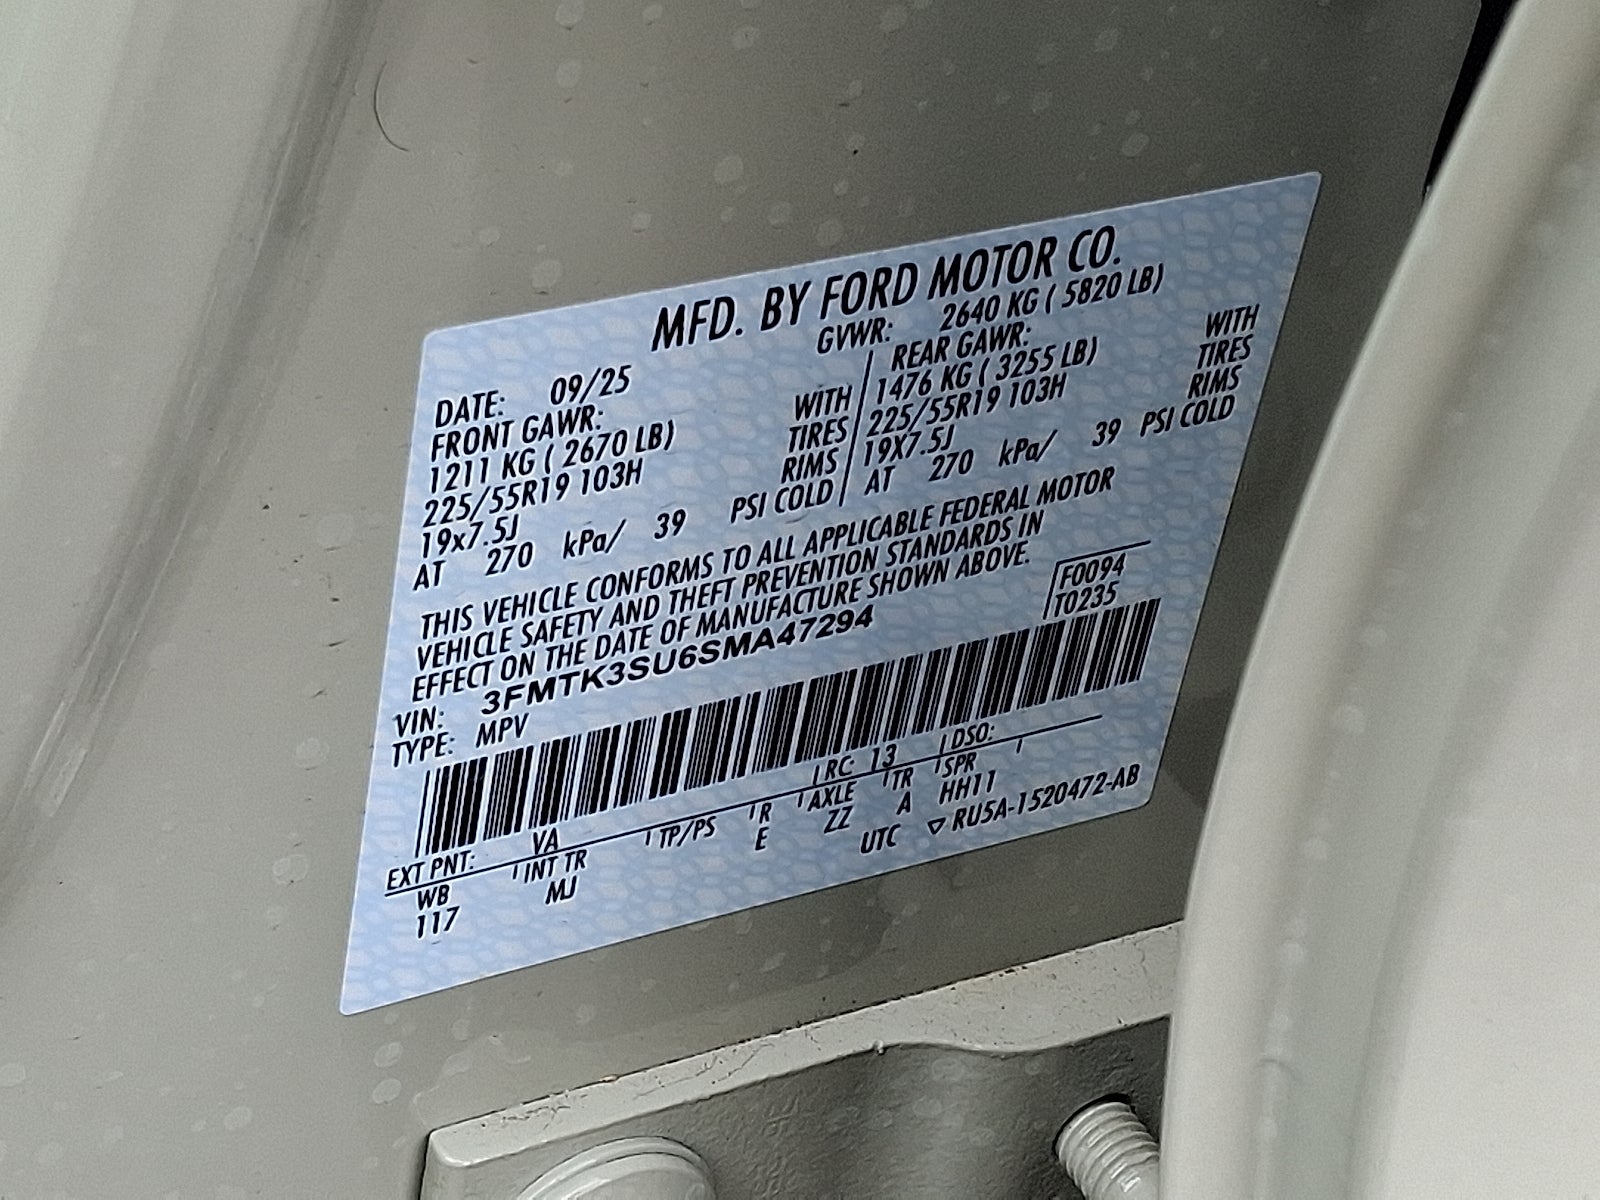 MFD. BY FORD MOTOR CO.
DATE: 09/25 GVWR: 2640 KG ( 5820 LB)
FRONT GAWR: REAR GAWR:
1211 KG ( 2670 LB) WITH 1476 KG ( 3255 LB) WITH
225/55R19 103H TIRES 225/55R19 103H TIRES
19x7.5J RIMS 19X7.5J RIMS
AT 270 kPa/ 39 PSI COLD AT 270 kPa/ 39 PSI COLD
THIS VEHICLE CONFORMS TO ALL APPLICABLE FEDERAL MOTOR
VEHICLE SAFETY AND THEFT PREVENTION STANDARDS IN
EFFECT ON THE DATE OF MANUFACTURE SHOWN ABOVE.
F0094
VIN: 3FMTK3SU6SMA47294 T0235
TYPE: MPV
EXT PNT: VA RC: 13 DSO:
WB INT TR TP/PS R AXLE TR SPR
117 MJ E ZZ A HH11
UTC ▽ RU5A-1520472-AB